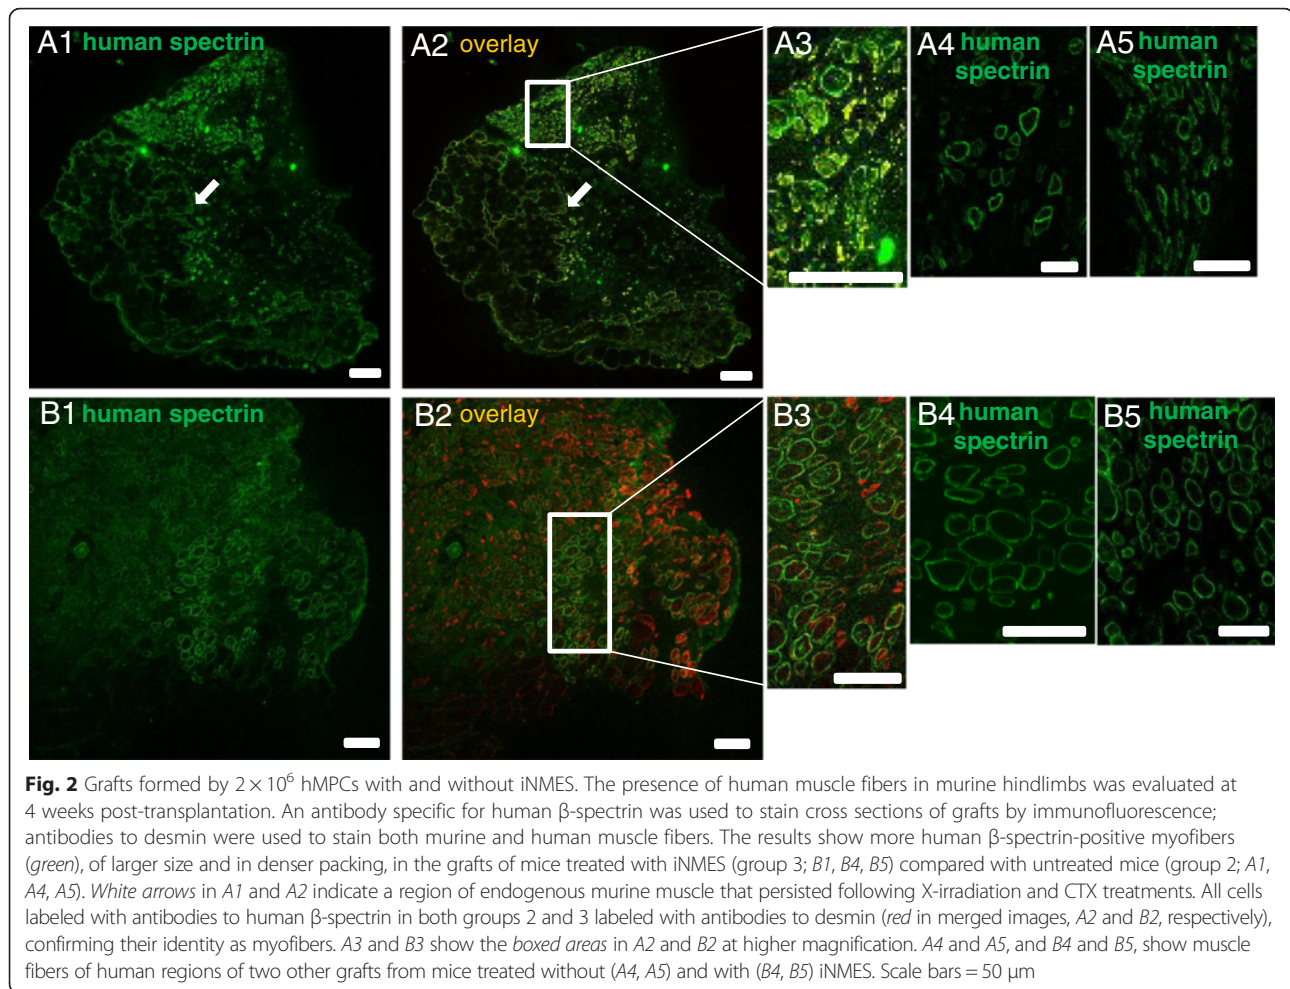 A1 human spectrin
A2 overlay
A3
A4 human spectrin
A5 human spectrin
B1 human spectrin
B2 overlay
B3
B4 human spectrin
B5 human spectrin
Fig. 2 Grafts formed by 2 × 10⁶ hMPCs with and without iNMES. The presence of human muscle fibers in murine hindlimbs was evaluated at
4 weeks post-transplantation. An antibody specific for human β-spectrin was used to stain cross sections of grafts by immunofluorescence;
antibodies to desmin were used to stain both murine and human muscle fibers. The results show more human β-spectrin-positive myofibers
(green), of larger size and in denser packing, in the grafts of mice treated with iNMES (group 3; B1, B4, B5) compared with untreated mice (group 2; A1,
A4, A5). White arrows in A1 and A2 indicate a region of endogenous murine muscle that persisted following X-irradiation and CTX treatments. All cells
labeled with antibodies to human β-spectrin in both groups 2 and 3 labeled with antibodies to desmin (red in merged images, A2 and B2, respectively),
confirming their identity as myofibers. A3 and B3 show the boxed areas in A2 and B2 at higher magnification. A4 and A5, and B4 and B5, show muscle
fibers of human regions of two other grafts from mice treated without (A4, A5) and with (B4, B5) iNMES. Scale bars = 50 μm